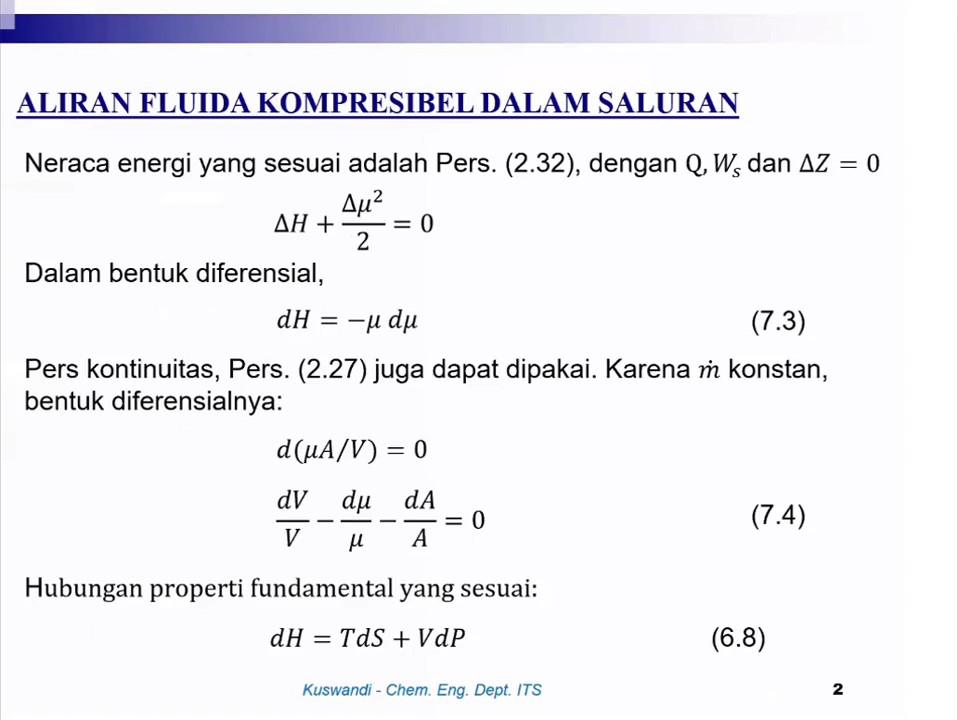 ALIRAN FLUIDA KOMPRESIBEL DALAM SALURAN
Neraca energi yang sesuai adalah Pers. (2.32), dengan Q, Wₛ dan ΔZ = 0
ΔH + Δμ²/2 = 0
Dalam bentuk diferensial,
dH = −μ dμ (7.3)
Pers kontinuitas, Pers. (2.27) juga dapat dipakai. Karena ṁ konstan,
bentuk diferensialnya:
d(μA/V) = 0
dV/V − dμ/μ − dA/A = 0 (7.4)
Hubungan properti fundamental yang sesuai:
dH = TdS + VdP (6.8)
Kuswandi - Chem. Eng. Dept. ITS 2